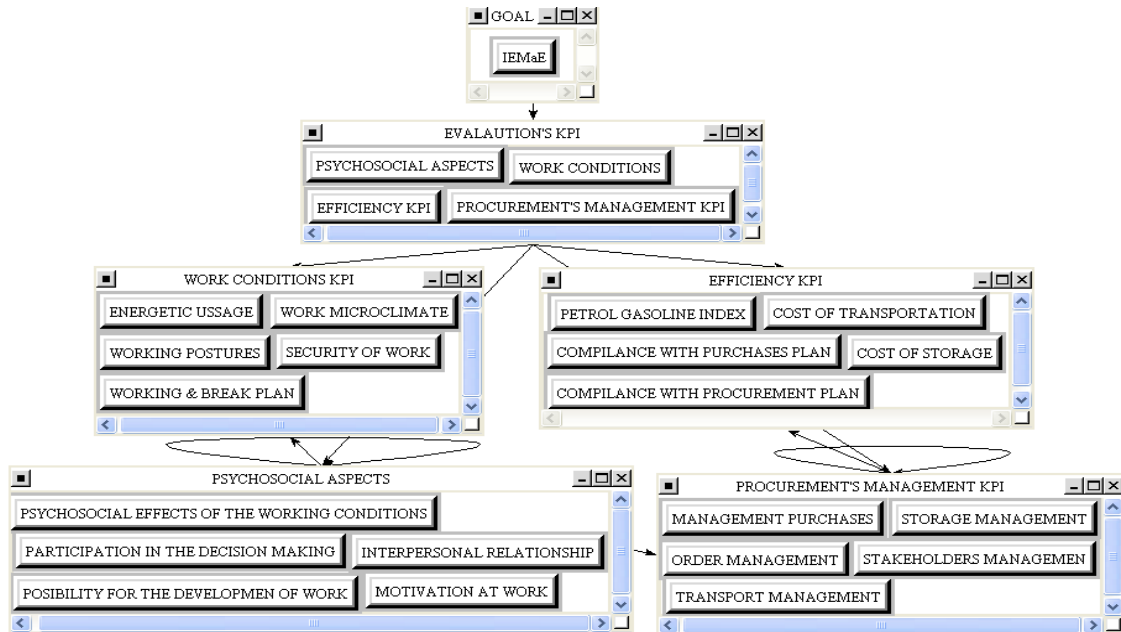 GOAL
IEMaE
EVALAUTION'S KPI
PSYCHOSOCIAL ASPECTS
WORK CONDITIONS
EFFICIENCY KPI
PROCUREMENT'S MANAGEMENT KPI
WORK CONDITIONS KPI
ENERGETIC USSAGE
WORK MICROCLIMATE
WORKING POSTURES
SECURITY OF WORK
WORKING & BREAK PLAN
EFFICIENCY KPI
PETROL GASOLINE INDEX
COST OF TRANSPORTATION
COMPILANCE WITH PURCHASES PLAN
COST OF STORAGE
COMPILANCE WITH PROCUREMENT PLAN
PSYCHOSOCIAL ASPECTS
PSYCHOSOCIAL EFFECTS OF THE WORKING CONDITIONS
PARTICIPATION IN THE DECISION MAKING
INTERPERSONAL RELATIONSHIP
POSIBILITY FOR THE DEVELOPMEN OF WORK
MOTIVATION AT WORK
PROCUREMENT'S MANAGEMENT KPI
MANAGEMENT PURCHASES
STORAGE MANAGEMENT
ORDER MANAGEMENT
STAKEHOLDERS MANAGEMEN
TRANSPORT MANAGEMENT